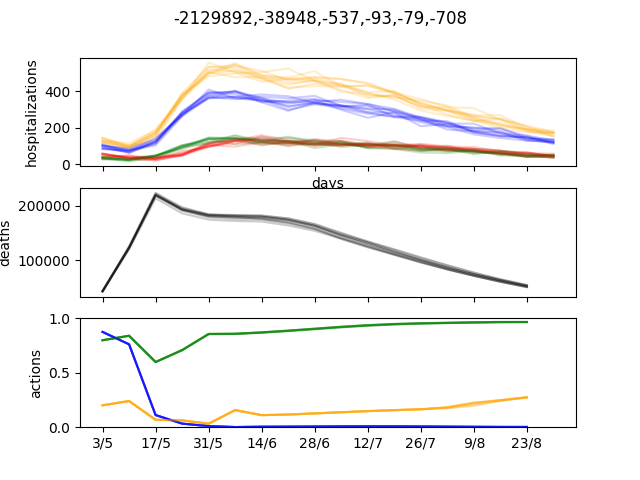 -2129892,-38948,-537,-93,-79,-708
hospitalizations
400
200
0
days
deaths
200000
100000
actions
1.0
0.5
0.0
3/5 17/5 31/5 14/6 28/6 12/7 26/7 9/8 23/8